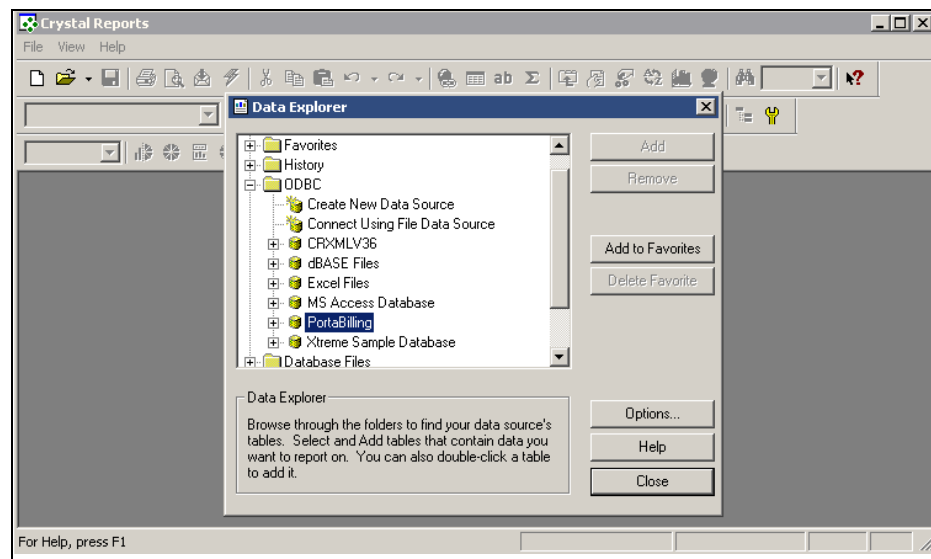 Crystal Reports
File View Help
ab Σ
Data Explorer
Favorites
History
ODBC
Create New Data Source
Connect Using File Data Source
CRXMLV36
dBASE Files
Excel Files
MS Access Database
PortaBilling
Xtreme Sample Database
Database Files
Add
Remove
Add to Favorites
Delete Favorite
Data Explorer
Browse through the folders to find your data source's
tables. Select and Add tables that contain data you
want to report on. You can also double-click a table
to add it.
Options...
Help
Close
For Help, press F1